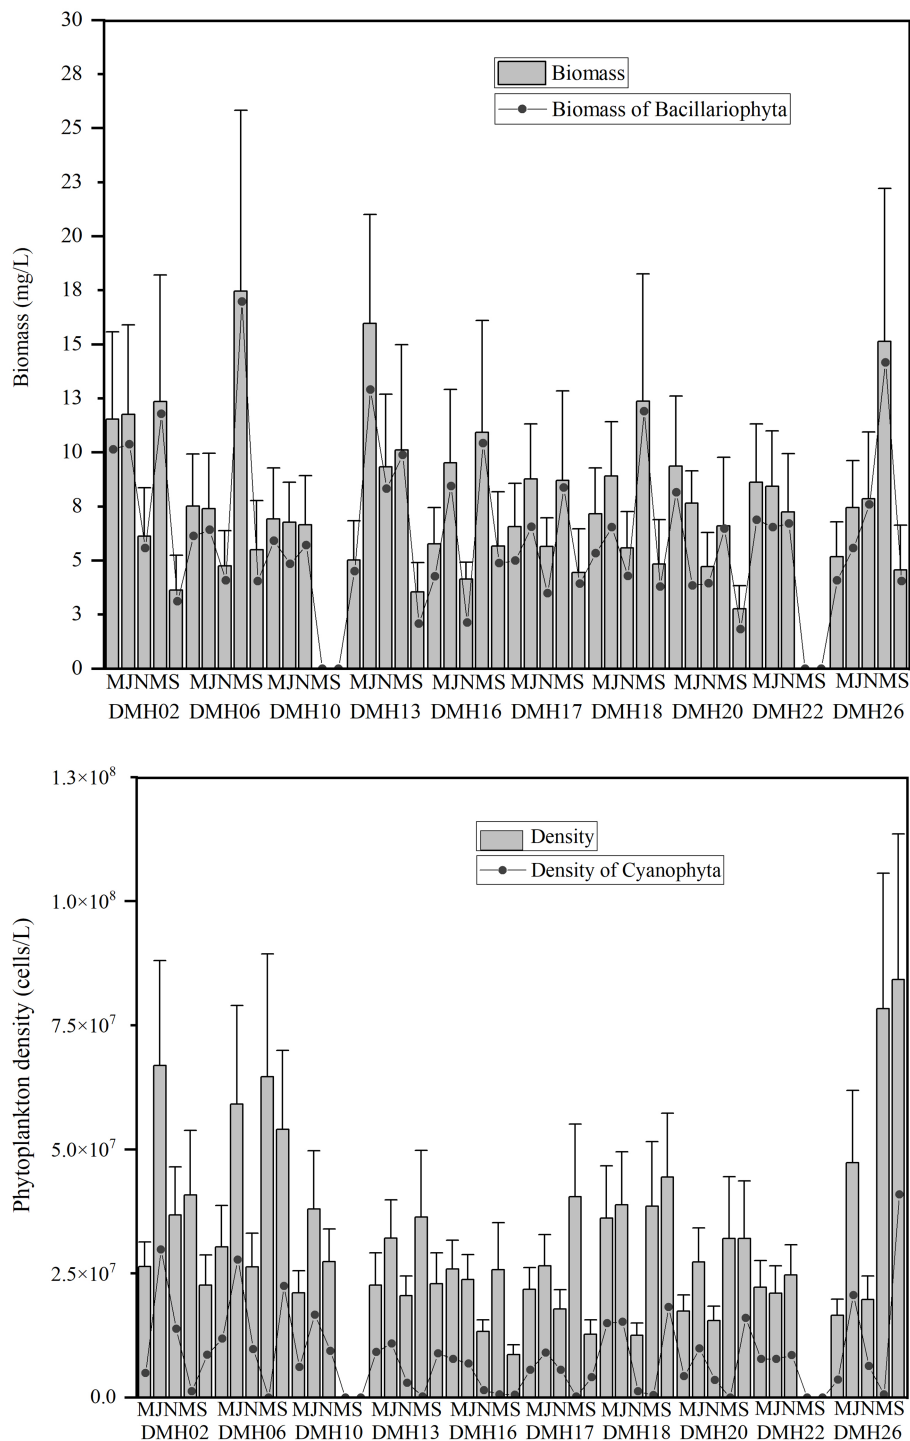 30
28
25
23
20
18
15
13
10
8
5
3
0
Biomass (mg/L)
Biomass
Biomass of Bacillariophyta
MJNMS MJNMS MJNMS MJNMS MJNMS MJNMS MJNMS MJNMS MJNMS MJNMS
DMH02 DMH06 DMH10 DMH13 DMH16 DMH17 DMH18 DMH20 DMH22 DMH26
1.3×10⁸
1.0×10⁸
7.5×10⁷
5.0×10⁷
2.5×10⁷
0.0
Phytoplankton density (cells/L)
Density
Density of Cyanophyta
MJNMS MJNMS MJNMS MJNMS MJNMS MJNMS MJNMS MJNMS MJNMS MJNMS
DMH02 DMH06 DMH10 DMH13 DMH16 DMH17 DMH18 DMH20 DMH22 DMH26